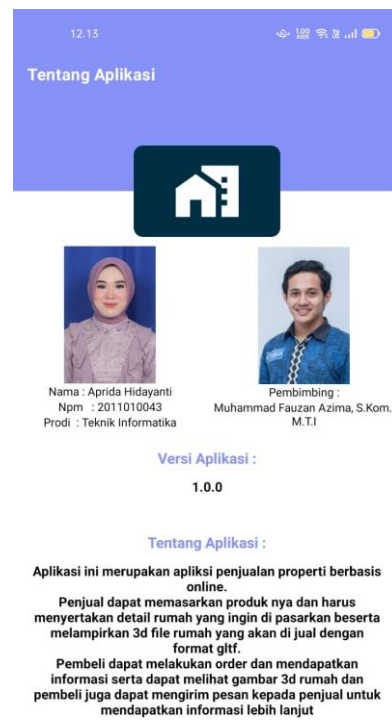 12.13
1.00
KB/S
Tentang Aplikasi
Nama : Aprida Hidayanti
Npm : 2011010043
Prodi : Teknik Informatika
Pembimbing :
Muhammad Fauzan Azima, S.Kom.
M.T.I
Versi Aplikasi :
1.0.0
Tentang Aplikasi :
Aplikasi ini merupakan apliksi penjualan properti berbasis
online.
Penjual dapat memasarkan produk nya dan harus
menyertakan detail rumah yang ingin di pasarkan beserta
melampirkan 3d file rumah yang akan di jual dengan
format gltf.
Pembeli dapat melakukan order dan mendapatkan
informasi serta dapat melihat gambar 3d rumah dan
pembeli juga dapat mengirim pesan kepada penjual untuk
mendapatkan informasi lebih lanjut